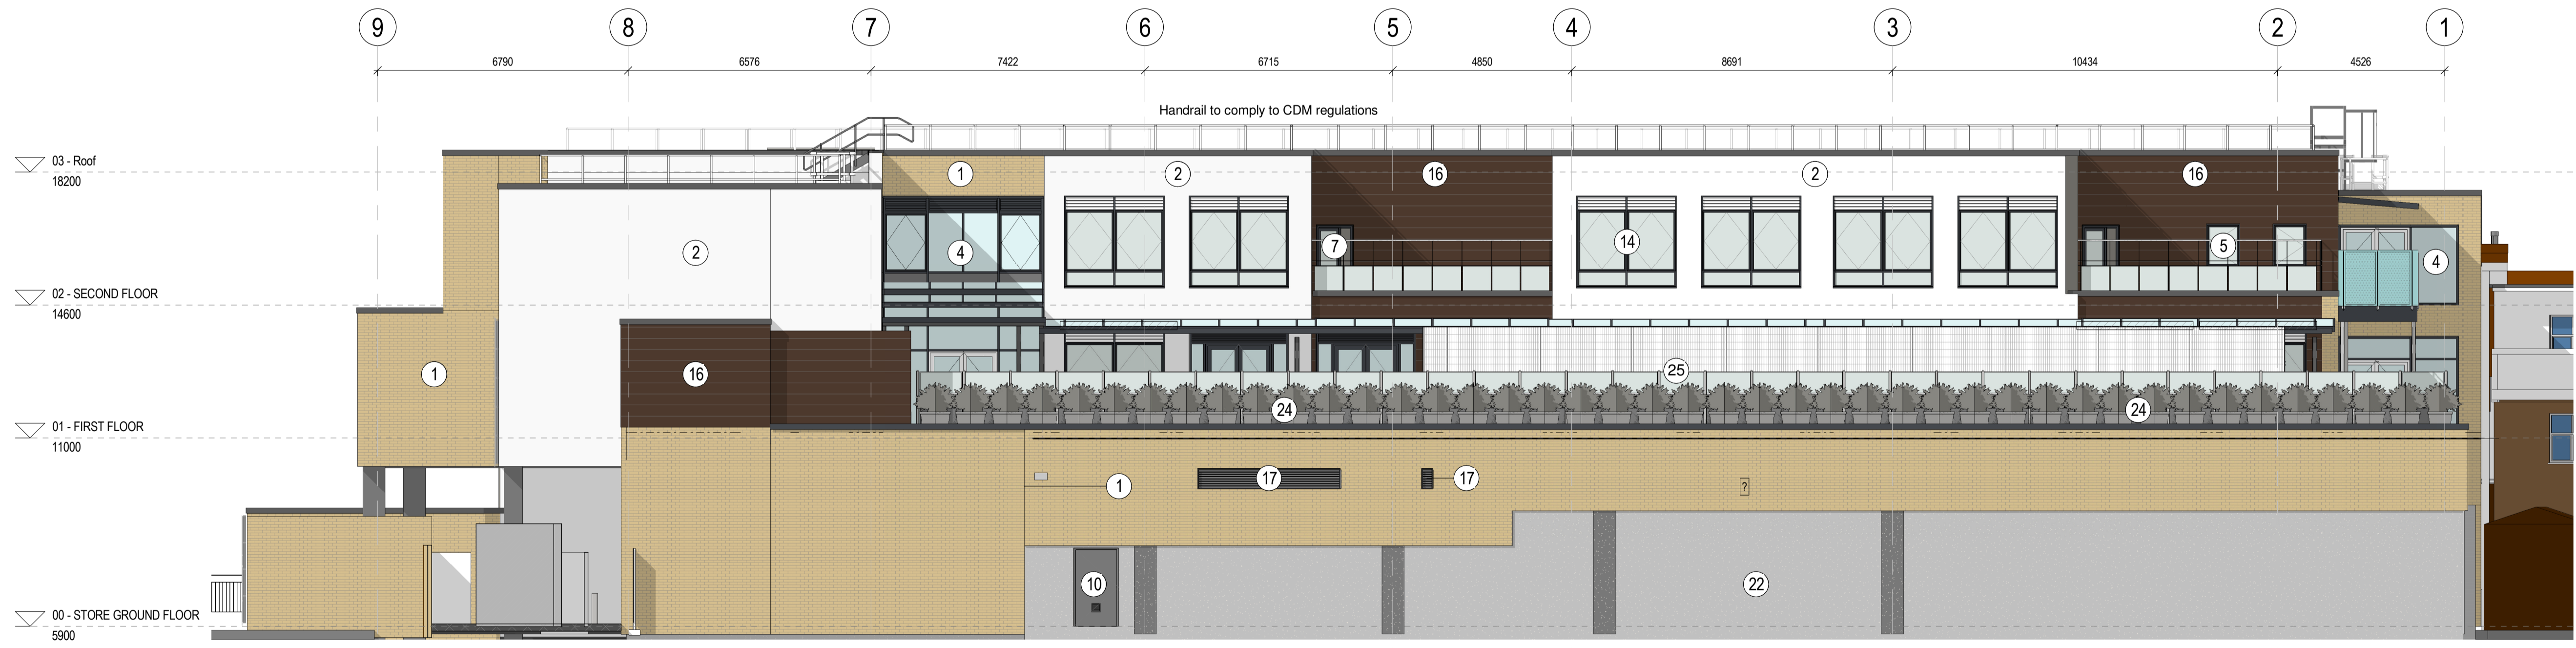 9 8 7 6 5 4 3 2 1
6790 6576 7422 6715 4850 8691 10434 4526
Handrail to comply to CDM regulations
03 - Roof
18200
1 2 16 2 16
7 14 5
2 4 4
02 - SECOND FLOOR
14600
1 16 25
24 24
01 - FIRST FLOOR
11000
17 17
1 ?
10 22
00 - STORE GROUND FLOOR
5900